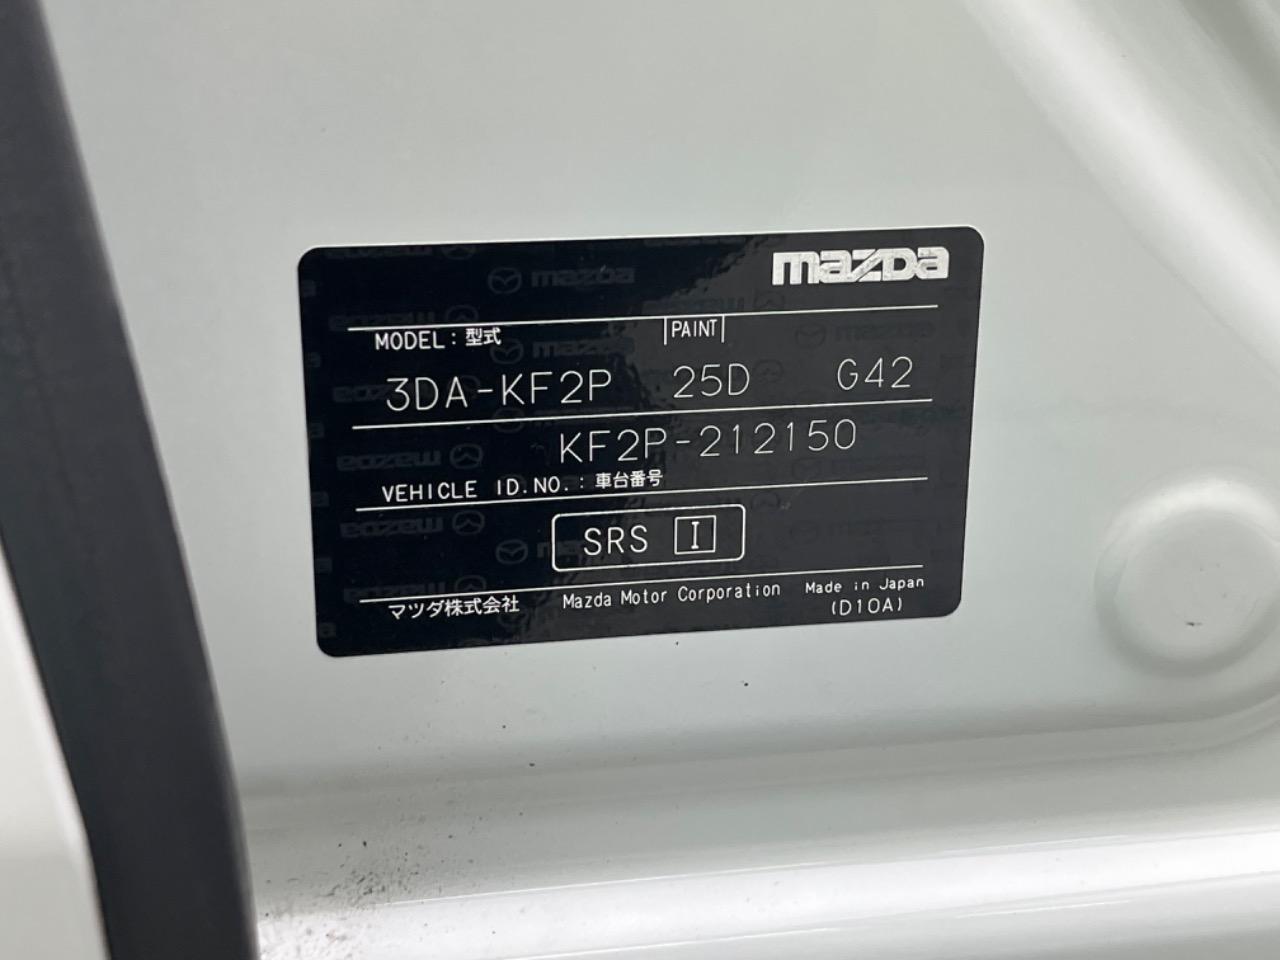 mazda
MODEL : 型式 PAINT
3DA-KF2P 25D G42
KF2P-212150
VEHICLE ID.NO. : 車台番号
SRS I
マツダ株式会社 Mazda Motor Corporation Made in Japan
(D10A)